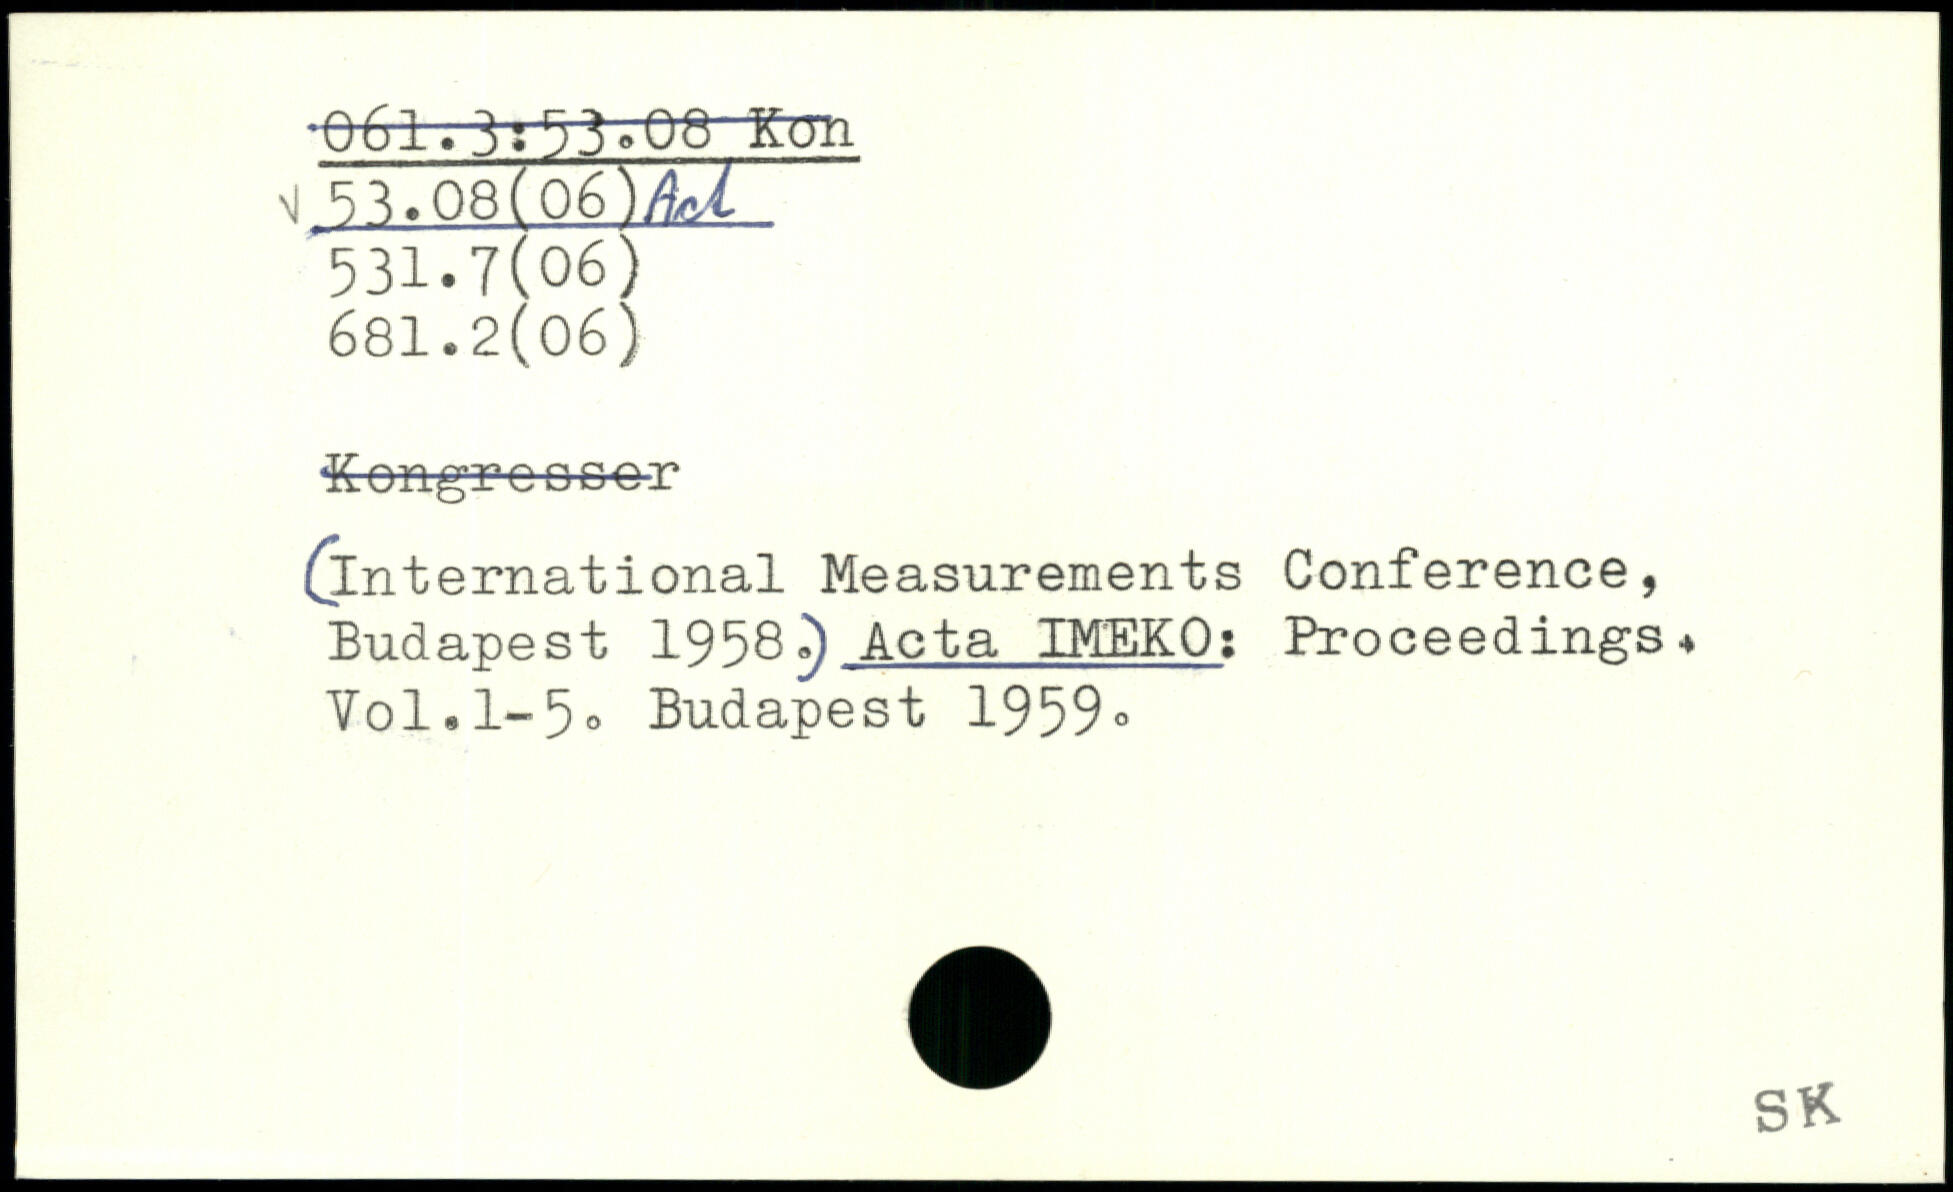 061.3:53.08 Kon
√ 53.08(06) Act
531.7(06)
681.2(06)
Kongresser
(International Measurements Conference,
Budapest 1958.) Acta IMEKO: Proceedings.
Vol.1-5. Budapest 1959.
SK